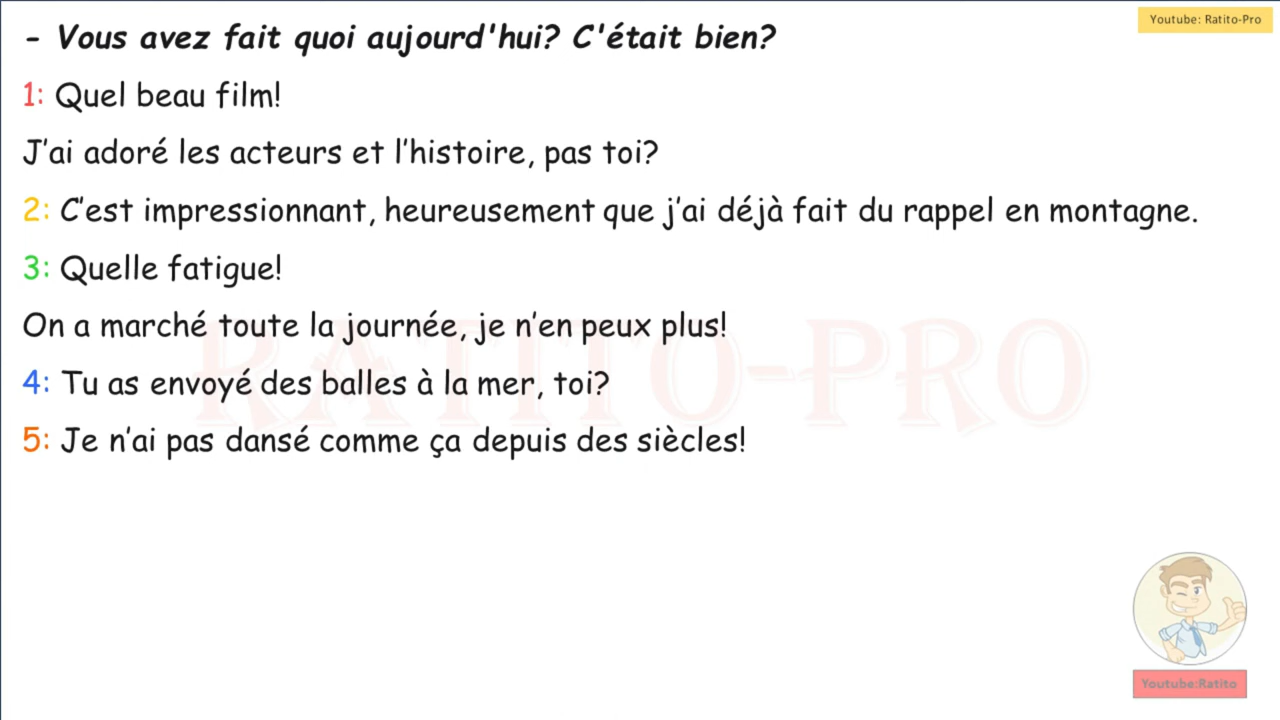 Youtube: Ratito-Pro
- Vous avez fait quoi aujourd'hui? C'était bien?
1: Quel beau film!
J'ai adoré les acteurs et l'histoire, pas toi?
2: C'est impressionnant, heureusement que j'ai déjà fait du rappel en montagne.
3: Quelle fatigue!
On a marché toute la journée, je n'en peux plus!
RATITO-PRO
4: Tu as envoyé des balles à la mer, toi?
5: Je n'ai pas dansé comme ça depuis des siècles!
Youtube:Ratito